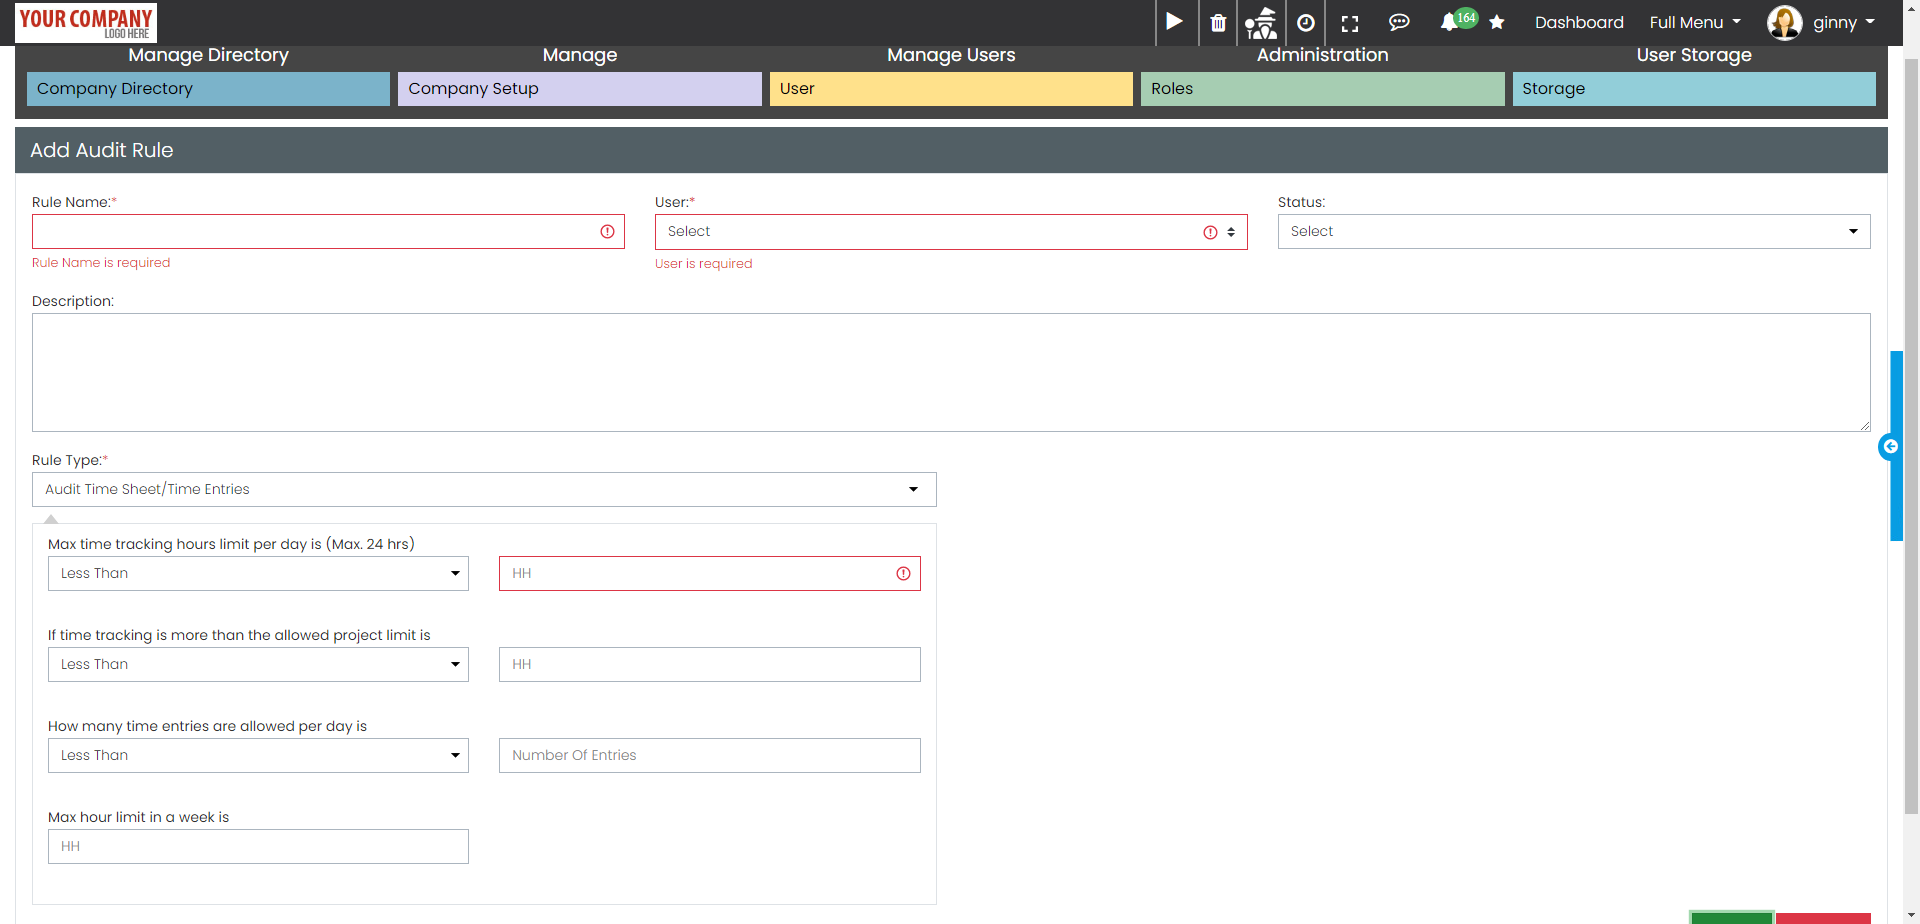 YOUR COMPANY
LOGO HERE
164
Dashboard
Full Menu
ginny
Manage Directory
Manage
Manage Users
Administration
User Storage
Company Directory
Company Setup
User
Roles
Storage
Add Audit Rule
Rule Name:*
User:*
Status:
Select
Select
Rule Name is required
User is required
Description:
Rule Type:*
Audit Time Sheet/Time Entries
Max time tracking hours limit per day is (Max. 24 hrs)
Less Than
HH
If time tracking is more than the allowed project limit is
Less Than
HH
How many time entries are allowed per day is
Less Than
Number Of Entries
Max hour limit in a week is
HH